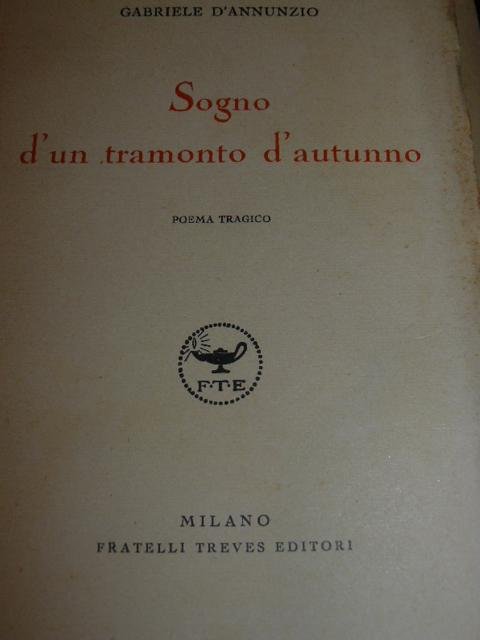 GABRIELE D'ANNUNZIO
Sogno
d'un tramonto d'autunno
POEMA TRAGICO
F·T·E
MILANO
FRATELLI TREVES EDITORI